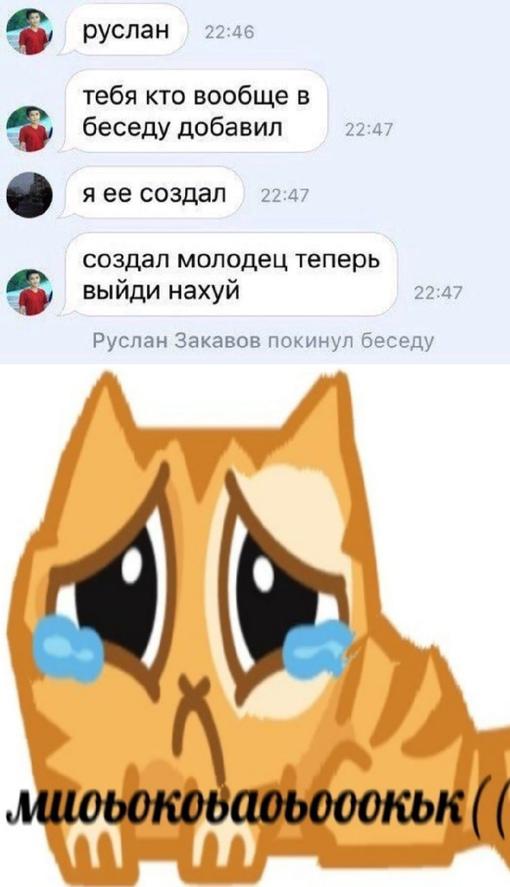 руслан 22:46
тебя кто вообще в
беседу добавил 22:47
я ее создал 22:47
создал молодец теперь
выйди нахуй 22:47
Руслан Закавов покинул беседу
миоьокоьаоьооокьк((